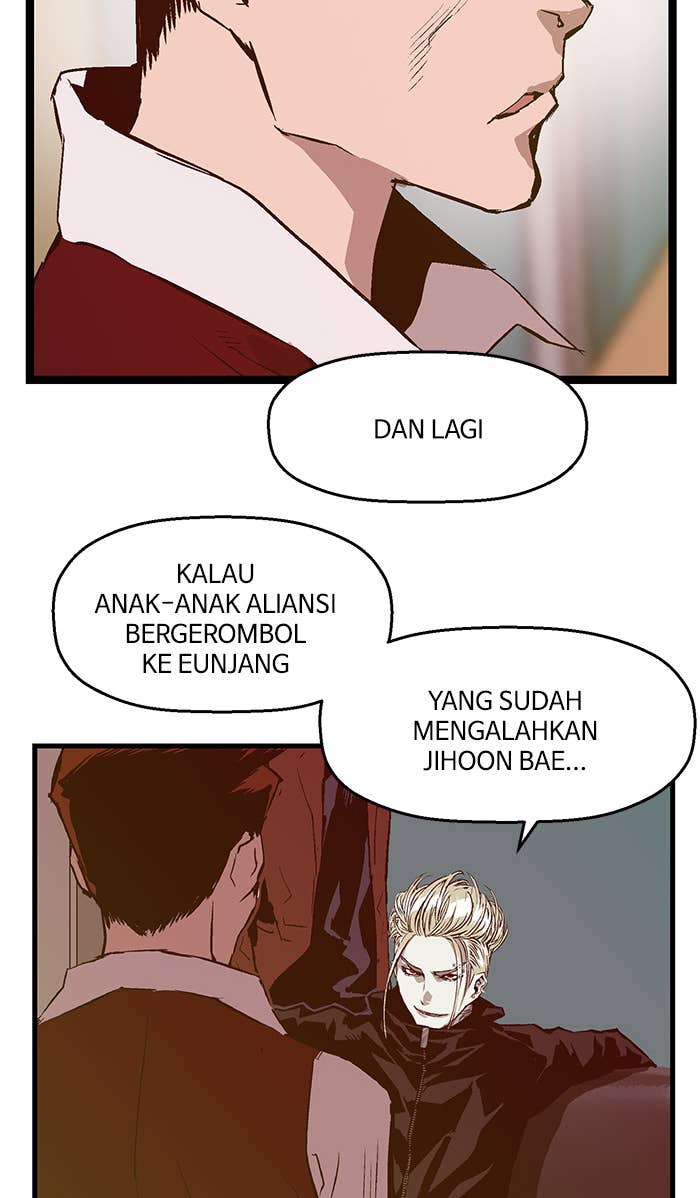 DAN LAGI
KALAU
ANAK-ANAK ALIANSI
BERGEROMBOL
KE EUNJANG
YANG SUDAH
MENGALAHKAN
JIHOON BAE...